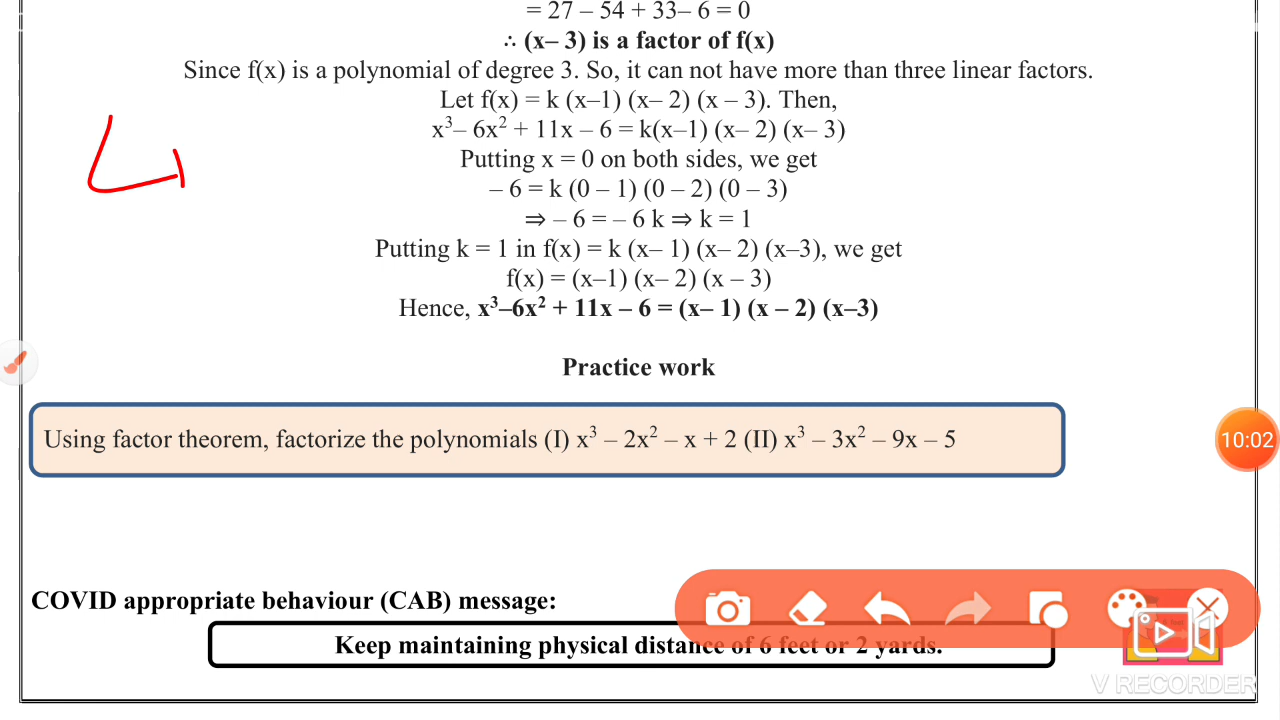 = 27 – 54 + 33– 6 = 0
∴ (x– 3) is a factor of f(x)
Since f(x) is a polynomial of degree 3. So, it can not have more than three linear factors.
Let f(x) = k (x–1) (x– 2) (x – 3). Then,
x³– 6x² + 11x – 6 = k(x–1) (x– 2) (x– 3)
Putting x = 0 on both sides, we get
– 6 = k (0 – 1) (0 – 2) (0 – 3)
⇒ – 6 = – 6 k ⇒ k = 1
Putting k = 1 in f(x) = k (x– 1) (x– 2) (x–3), we get
f(x) = (x–1) (x– 2) (x – 3)
Hence, x³–6x² + 11x – 6 = (x– 1) (x – 2) (x–3)
Practice work
Using factor theorem, factorize the polynomials (I) x³ – 2x² – x + 2 (II) x³ – 3x² – 9x – 5
10:02
COVID appropriate behaviour (CAB) message:
Keep maintaining physical distance of 6 feet or 2 yards.
V RECORDER